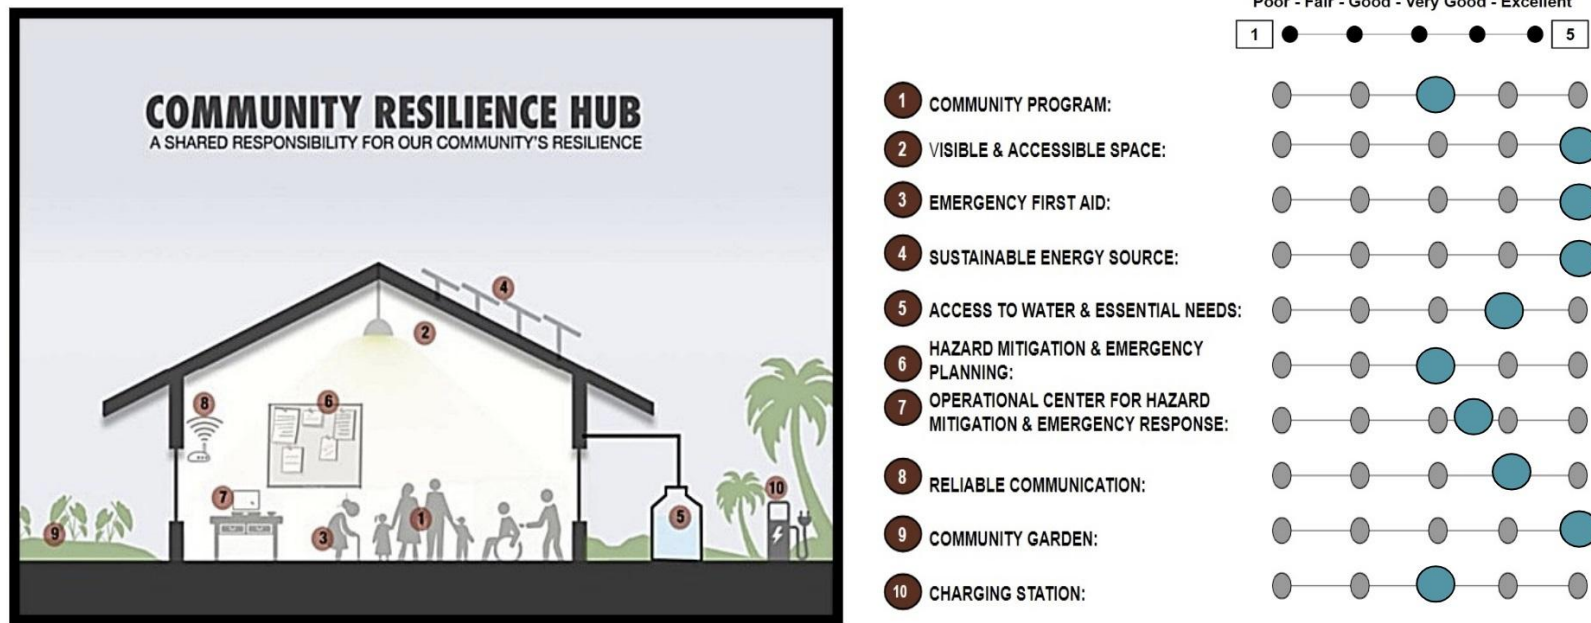 COMMUNITY RESILIENCE HUB
A SHARED RESPONSIBILITY FOR OUR COMMUNITY'S RESILIENCE
4
2
8
6
7
3
1
9
5
10
Poor - Fair - Good - Very Good - Excellent
1 5
1 COMMUNITY PROGRAM:
2 VISIBLE & ACCESSIBLE SPACE:
3 EMERGENCY FIRST AID:
4 SUSTAINABLE ENERGY SOURCE:
5 ACCESS TO WATER & ESSENTIAL NEEDS:
6 HAZARD MITIGATION & EMERGENCY
PLANNING:
7 OPERATIONAL CENTER FOR HAZARD
MITIGATION & EMERGENCY RESPONSE:
8 RELIABLE COMMUNICATION:
9 COMMUNITY GARDEN:
10 CHARGING STATION: